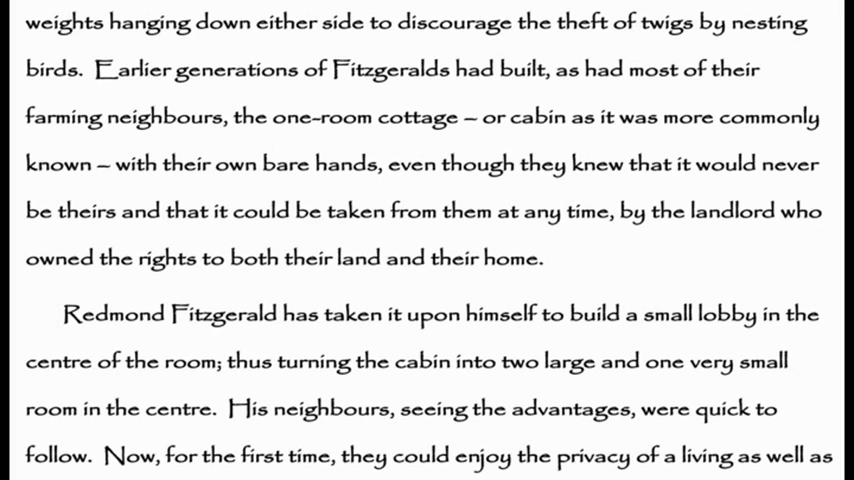 weights hanging down either side to discourage the theft of twigs by nesting
birds.  Earlier generations of Fitzgeralds had built, as had most of their
farming neighbours, the one-room cottage – or cabin as it was more commonly
known – with their own bare hands, even though they knew that it would never
be theirs and that it could be taken from them at any time, by the landlord who
owned the rights to both their land and their home.
Redmond Fitzgerald has taken it upon himself to build a small lobby in the
centre of the room; thus turning the cabin into two large and one very small
room in the centre.  His neighbours, seeing the advantages, were quick to
follow.  Now, for the first time, they could enjoy the privacy of a living as well as